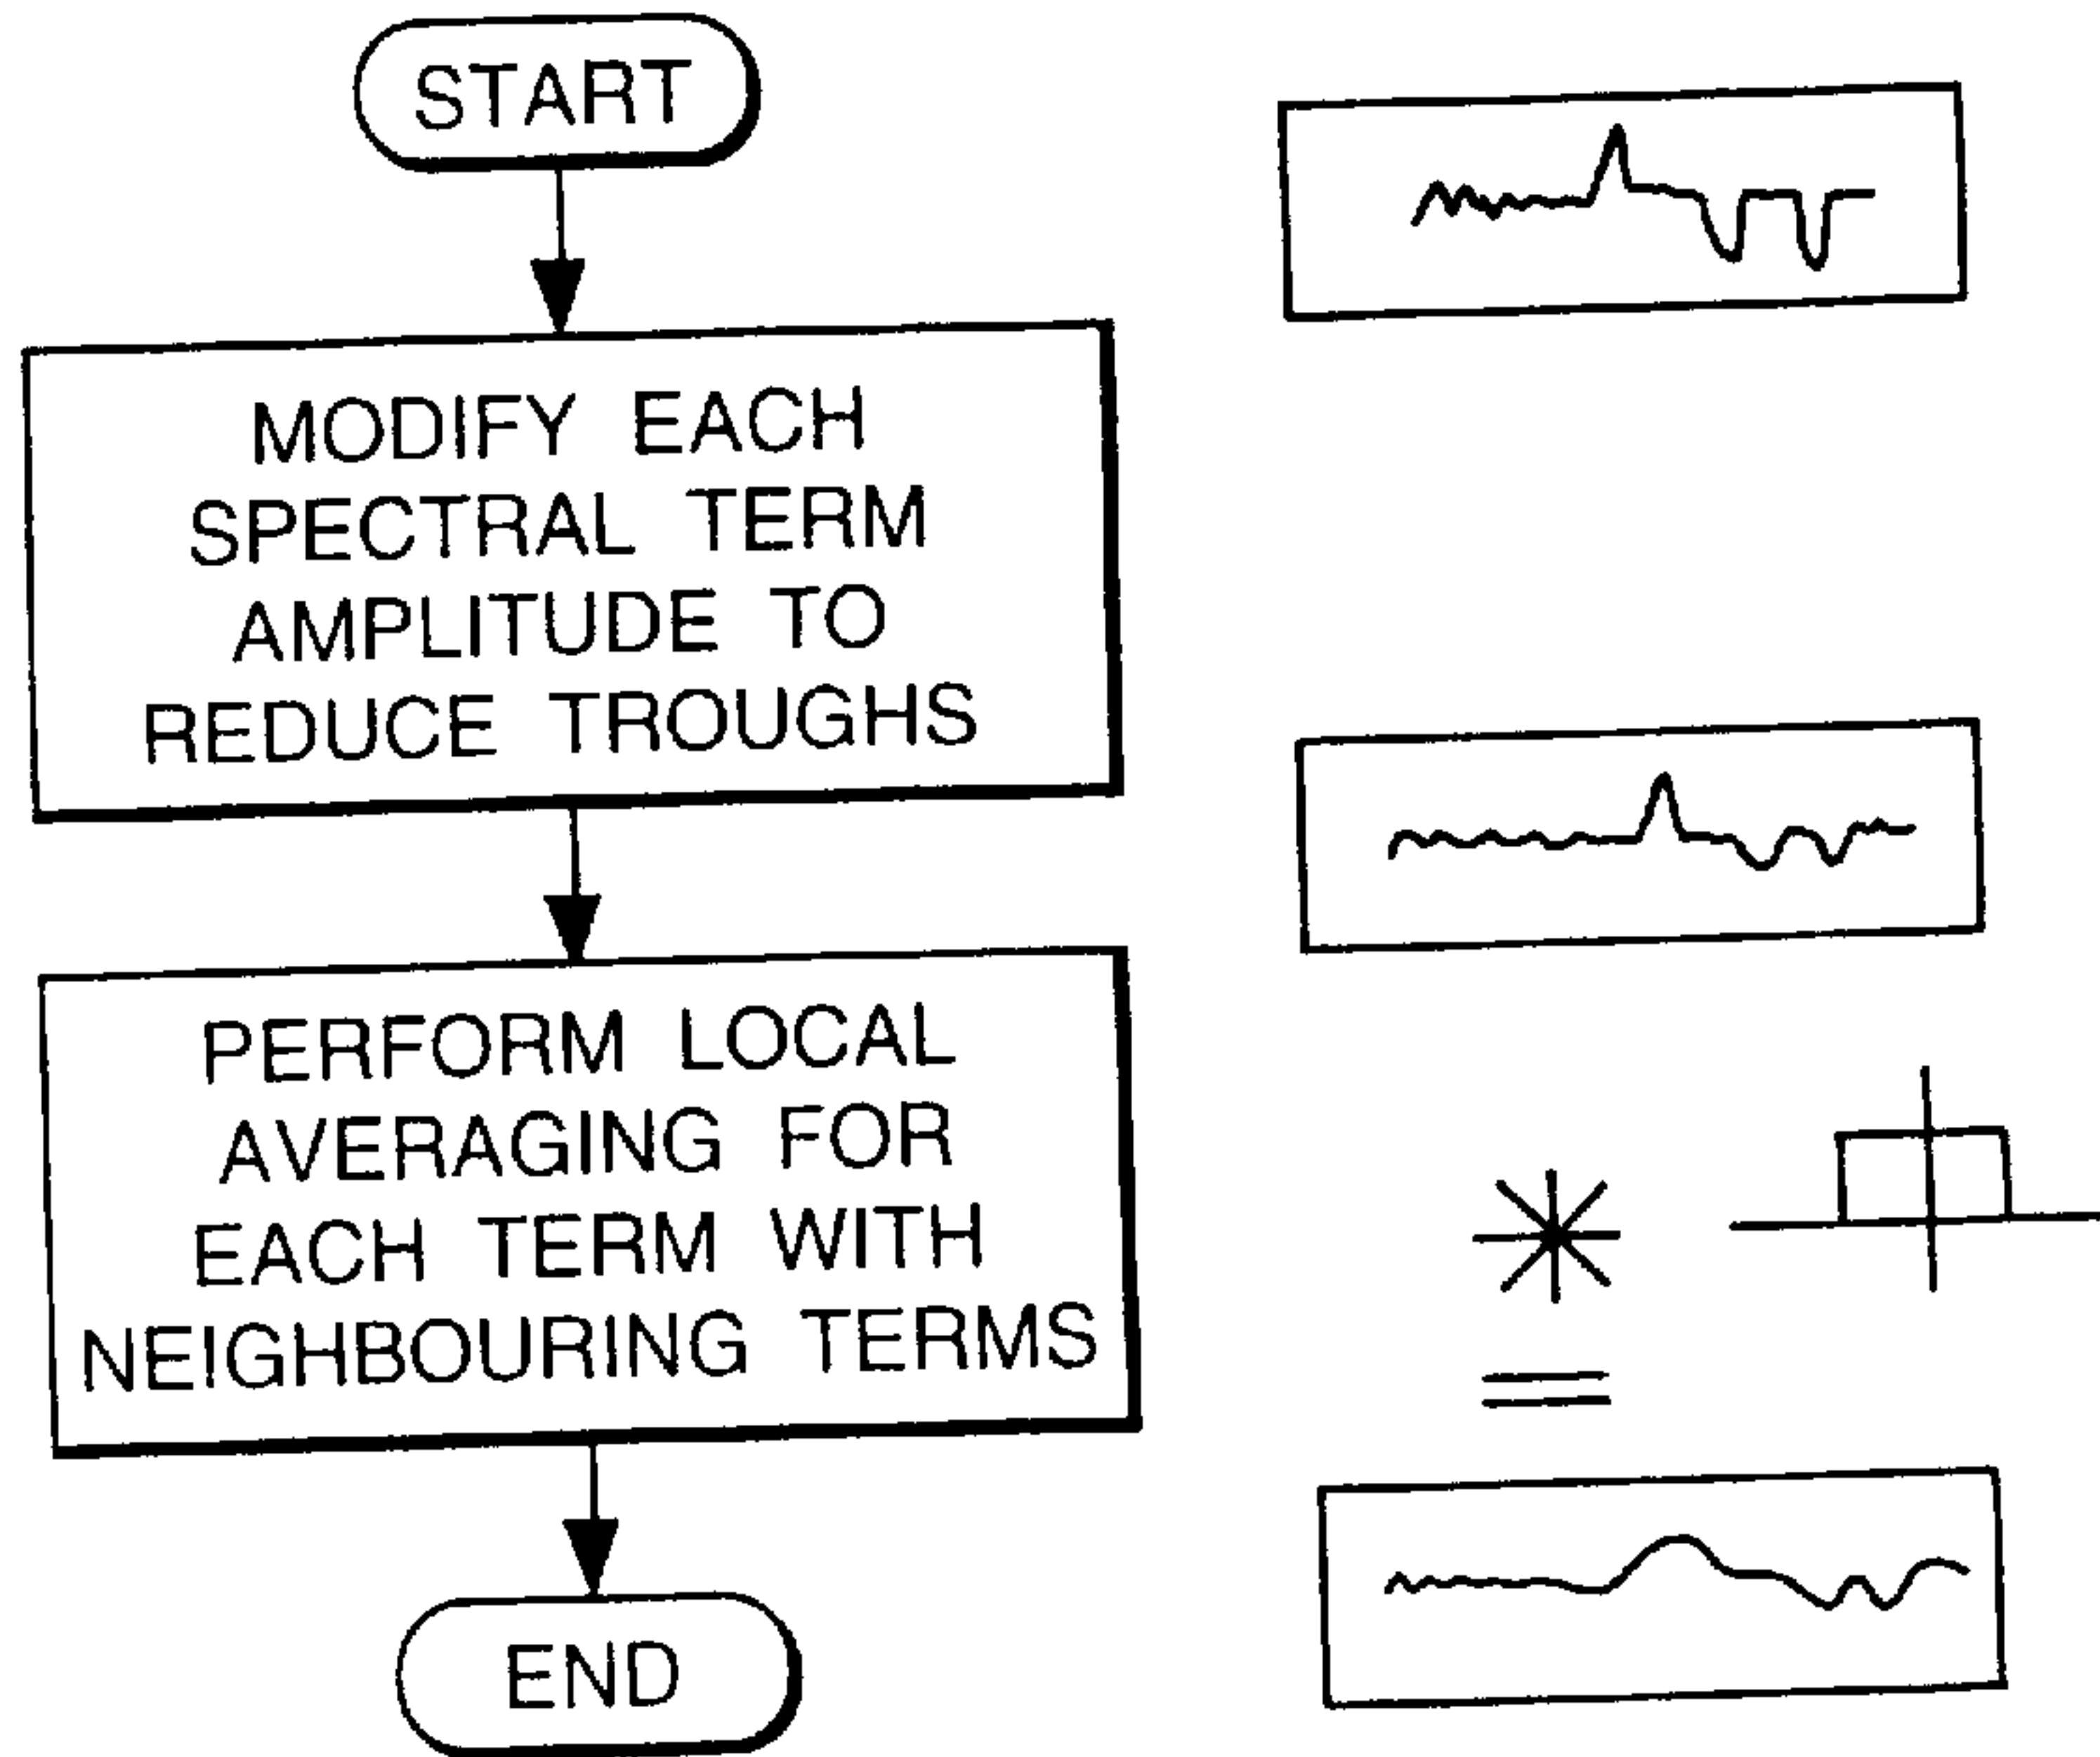 START
MODIFY EACH
SPECTRAL TERM
AMPLITUDE TO
REDUCE TROUGHS
PERFORM LOCAL
AVERAGING FOR
EACH TERM WITH
NEIGHBOURING TERMS
END